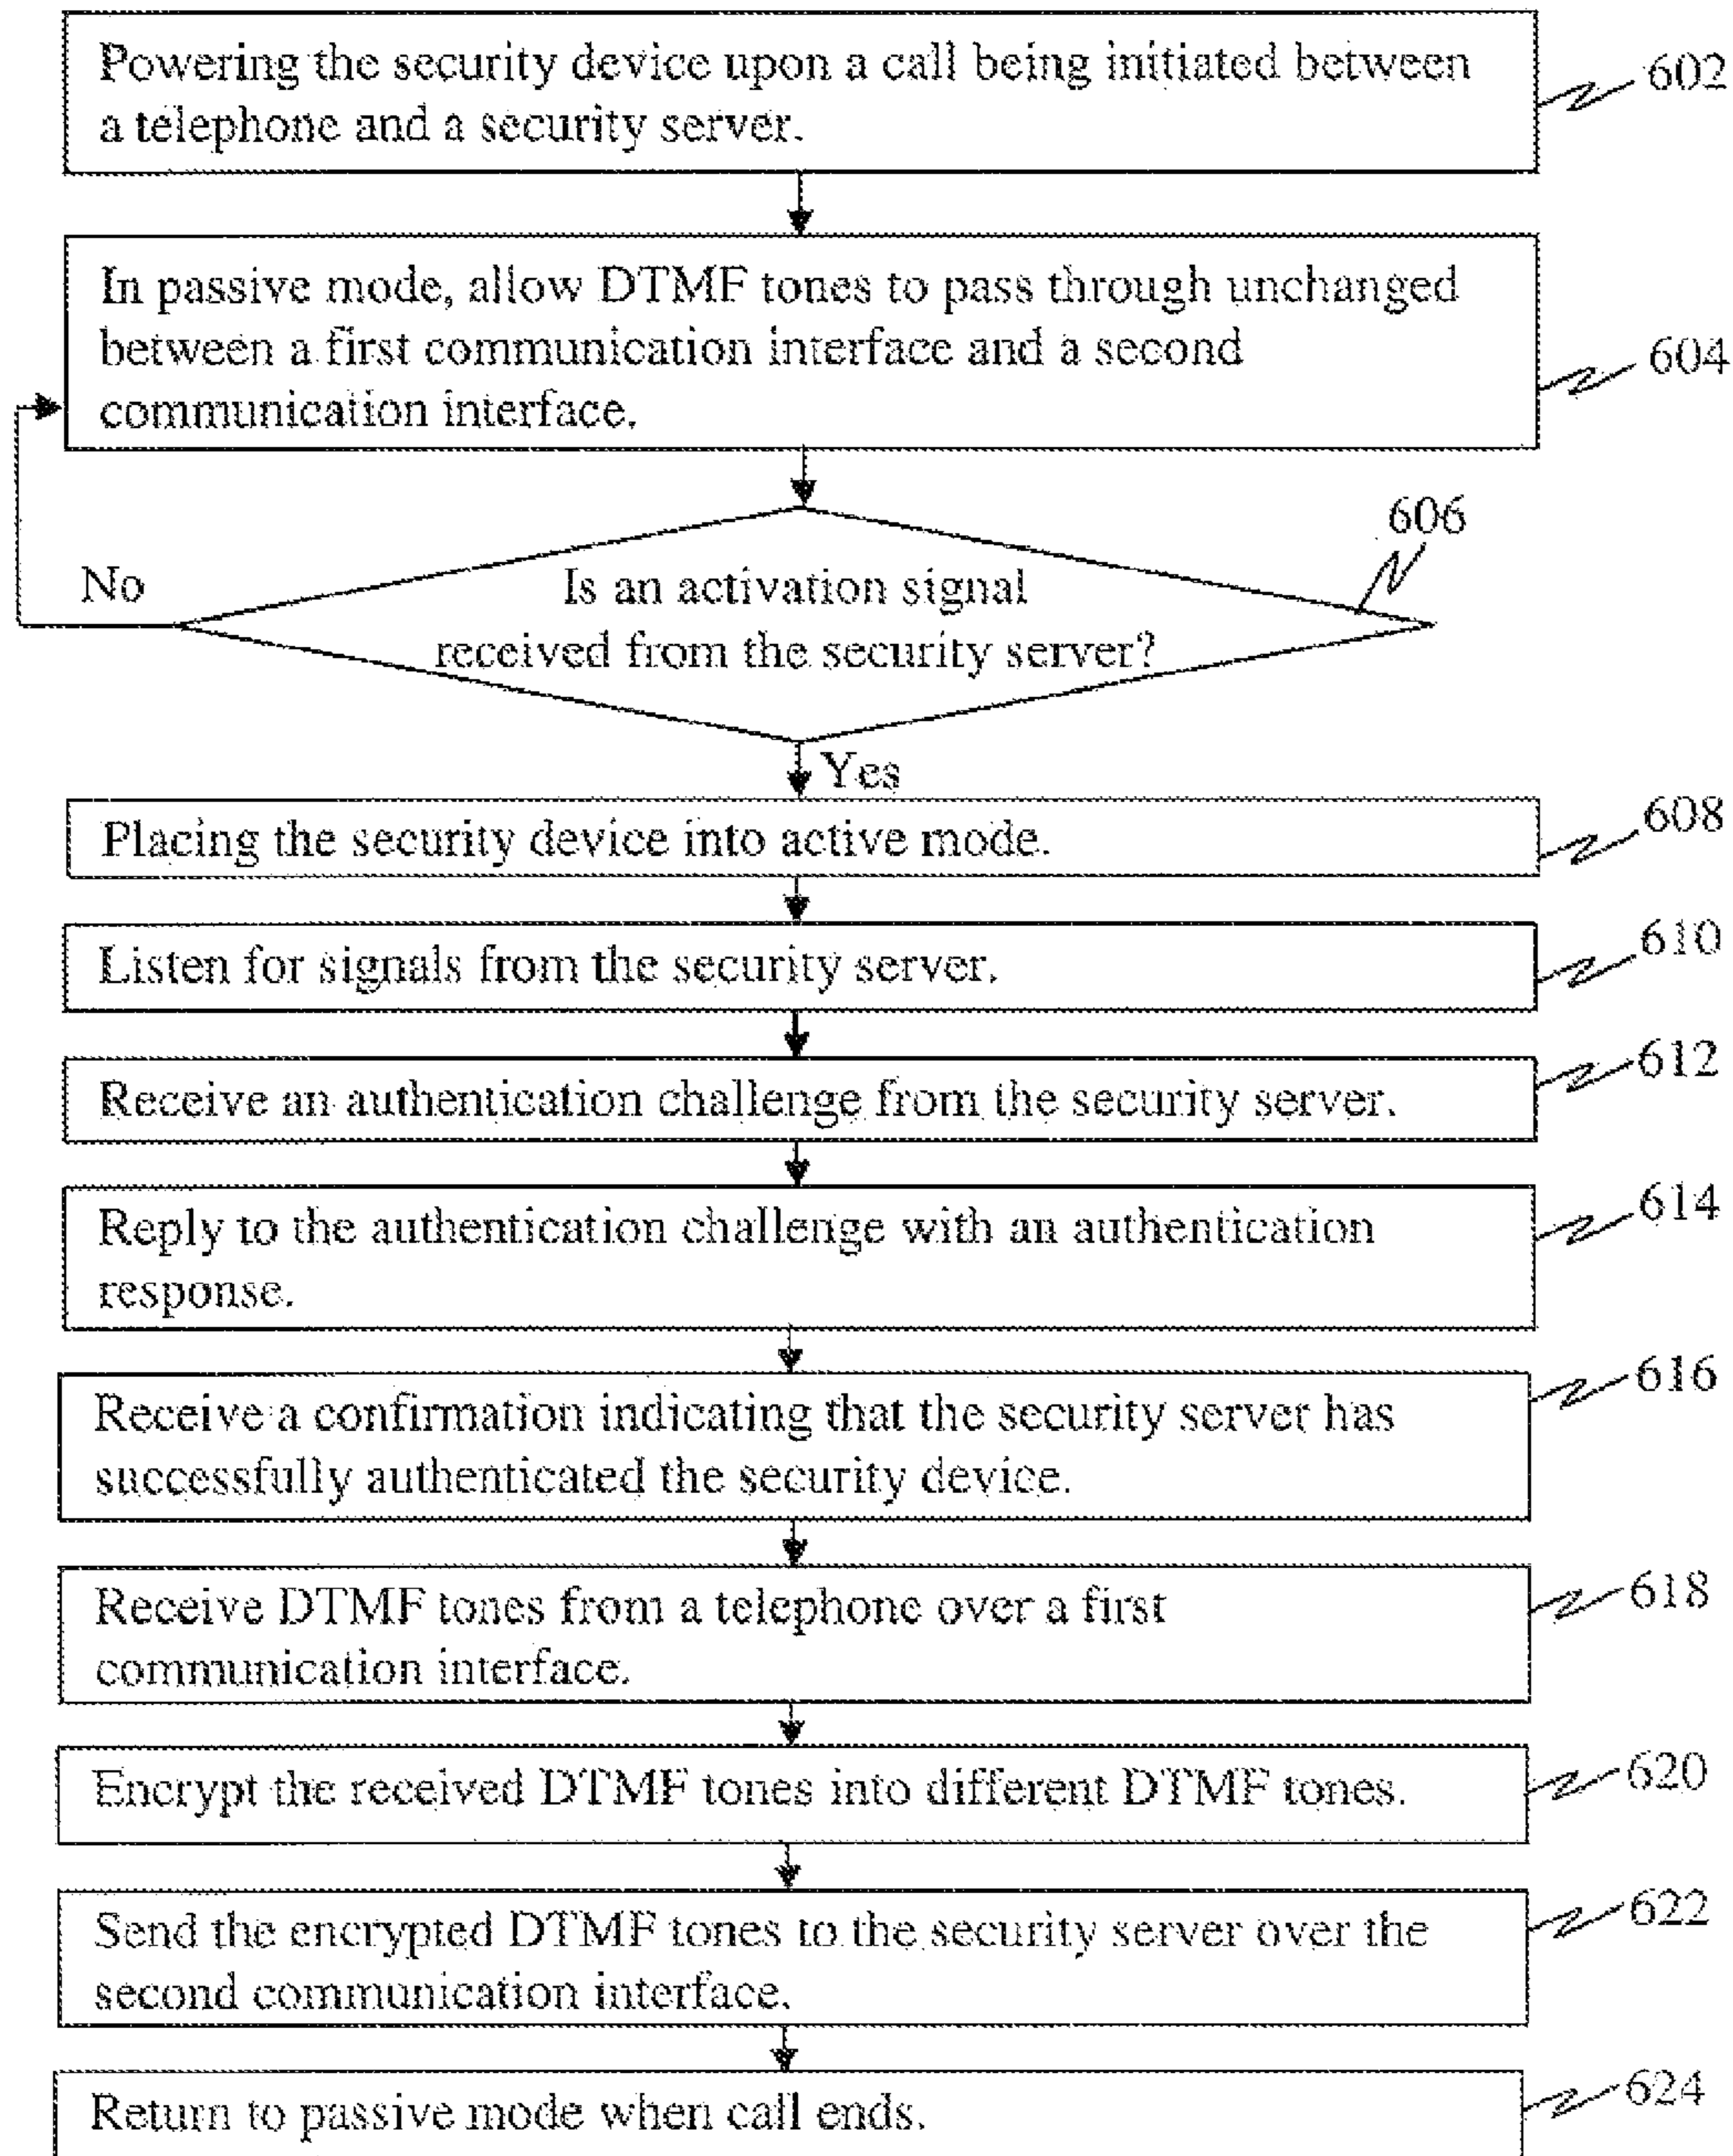 Powering the security device upon a call being initiated between
a telephone and a security server.
602
In passive mode, allow DTMF tones to pass through unchanged
between a first communication interface and a second
communication interface.
604
606
No
Is an activation signal
received from the security server?
Yes
Placing the security device into active mode.
608
Listen for signals from the security server.
610
Receive an authentication challenge from the security server.
612
Reply to the authentication challenge with an authentication
response.
614
Receive a confirmation indicating that the security server has
successfully authenticated the security device.
616
Receive DTMF tones from a telephone over a first
communication interface.
618
Encrypt the received DTMF tones into different DTMF tones.
620
Send the encrypted DTMF tones to the security server over the
second communication interface.
622
Return to passive mode when call ends.
624